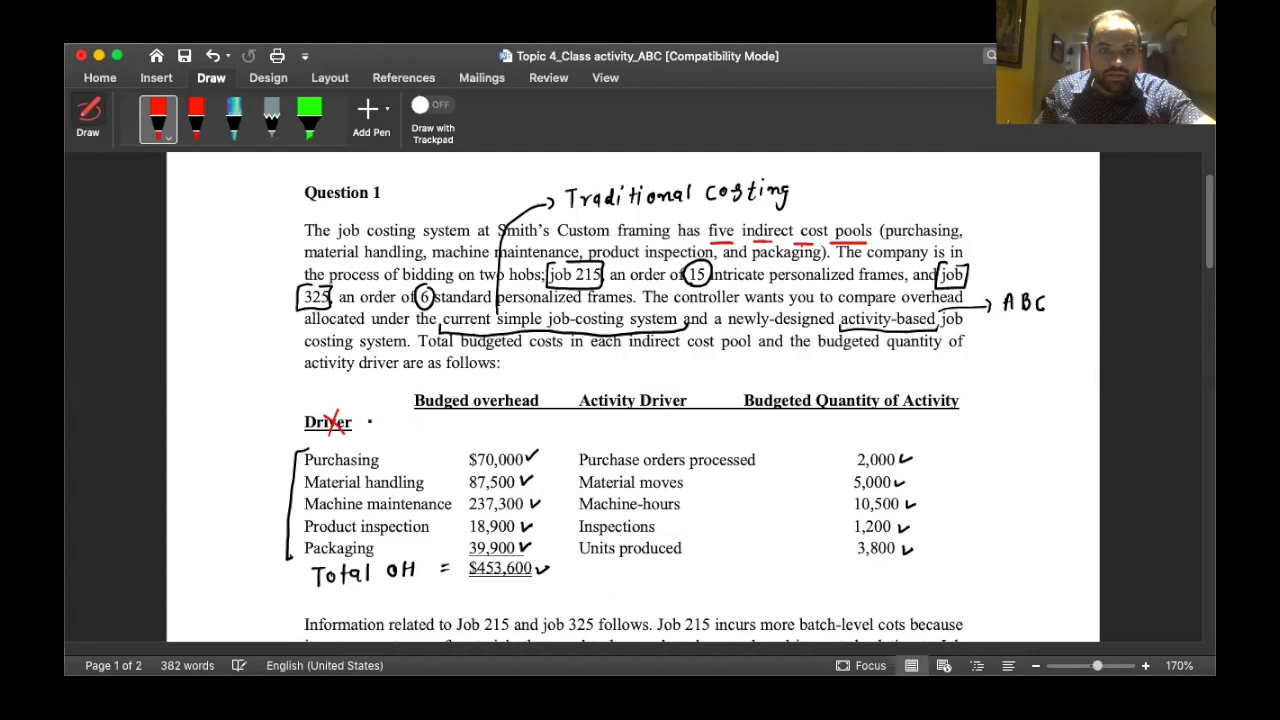 Topic 4_Class activity_ABC [Compatibility Mode]
Home Insert Draw Design Layout References Mailings Review View
OFF
Draw Add Pen Draw with Trackpad
Question 1
Traditional costing
The job costing system at Smith's Custom framing has five indirect cost pools (purchasing,
material handling, machine maintenance, product inspection, and packaging). The company is in
the process of bidding on two hobs; job 215, an order of 15 intricate personalized frames, and job
325, an order of 6 standard personalized frames. The controller wants you to compare overhead
ABC
allocated under the current simple job-costing system and a newly-designed activity-based job
costing system. Total budgeted costs in each indirect cost pool and the budgeted quantity of
activity driver are as follows:
Budged overhead Activity Driver Budgeted Quantity of Activity
Driver
Purchasing $70,000 Purchase orders processed 2,000
Material handling 87,500 Material moves 5,000
Machine maintenance 237,300 Machine-hours 10,500
Product inspection 18,900 Inspections 1,200
Packaging 39,900 Units produced 3,800
Total OH = $453,600
Information related to Job 215 and job 325 follows. Job 215 incurs more batch-level cots because
Page 1 of 2 382 words English (United States) Focus 170%